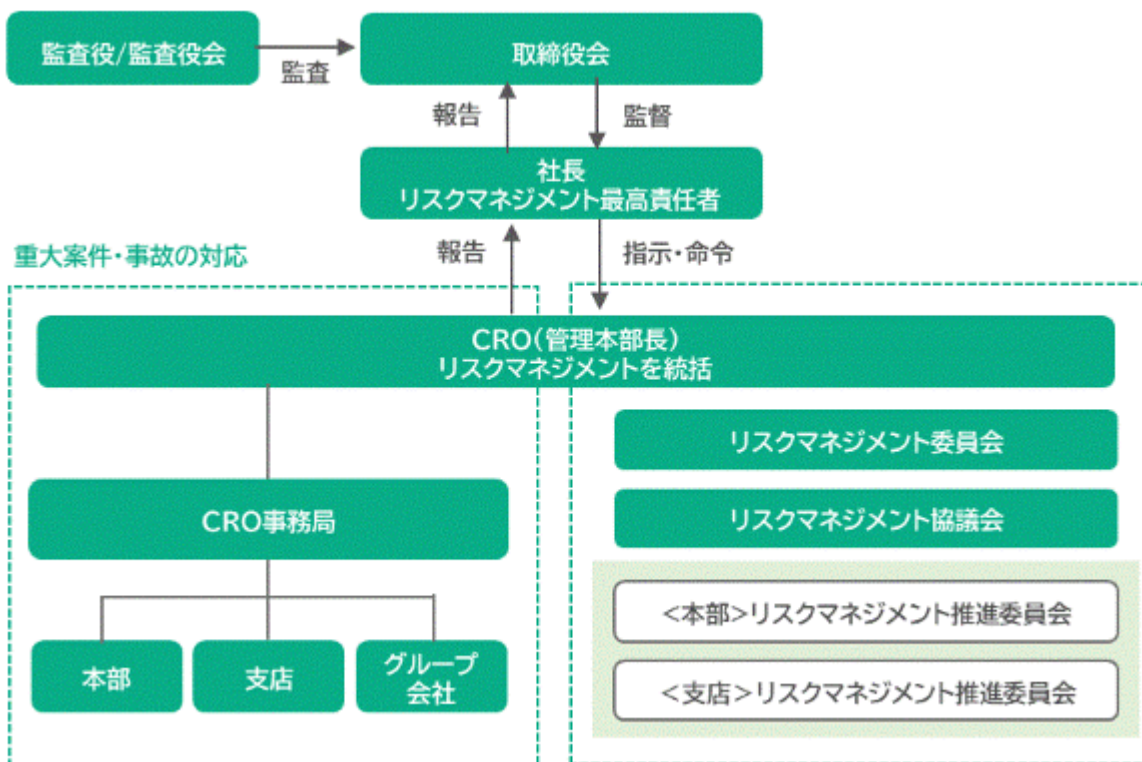 監査役/監査役会
監査
取締役会
報告
監督
社長
リスクマネジメント最高責任者
重大案件・事故の対応
報告
指示・命令
CRO(管理本部長)
リスクマネジメントを統括
リスクマネジメント委員会
CRO事務局
リスクマネジメント協議会
<本部>リスクマネジメント推進委員会
本部
支店
グループ
会社
<支店>リスクマネジメント推進委員会